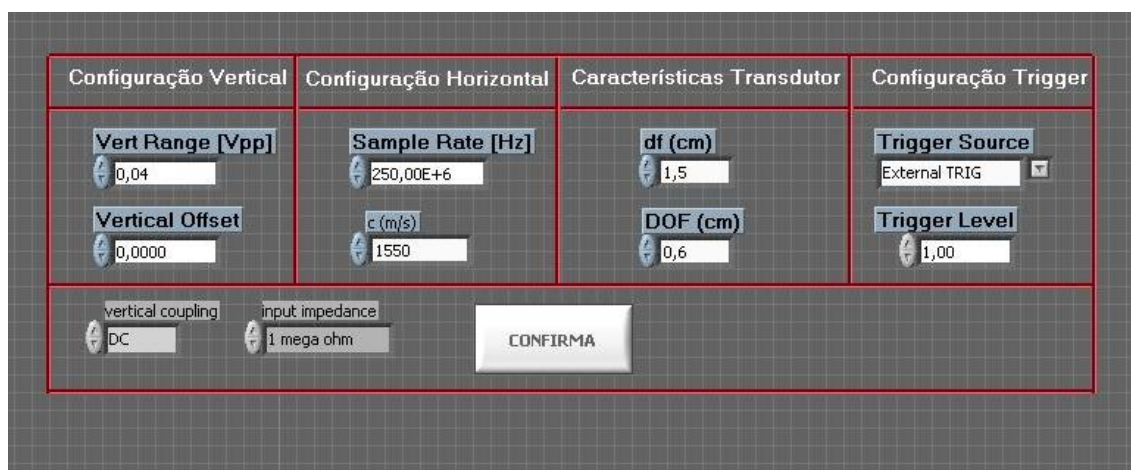 Configuração Vertical
Configuração Horizontal
Características Transdutor
Configuração Trigger
Vert Range [Vpp]
0,04
Vertical Offset
0,0000
Sample Rate [Hz]
250,00E+6
c (m/s)
1550
df (cm)
1,5
DOF (cm)
0,6
Trigger Source
External TRIG
Trigger Level
1,00
vertical coupling
DC
input impedance
1 mega ohm
CONFIRMA